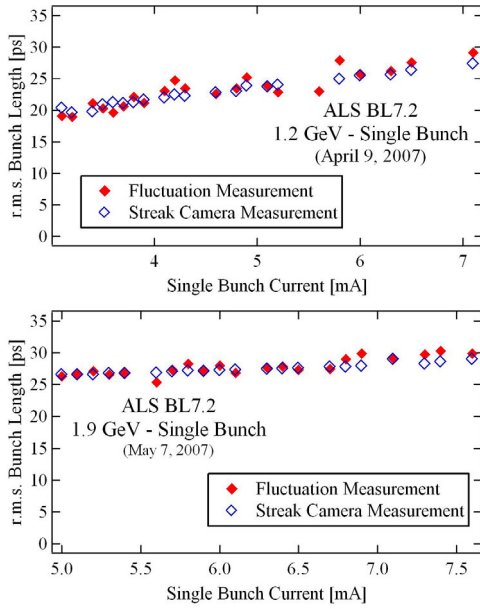 r.m.s. Bunch Length [ps]
35
30
25
20
15
10
5
0
ALS BL7.2
1.2 GeV - Single Bunch
(April 9, 2007)
Fluctuation Measurement
Streak Camera Measurement
4
5
6
7
Single Bunch Current [mA]
r.m.s. Bunch Length [ps]
35
30
25
20
15
10
5
0
ALS BL7.2
1.9 GeV - Single Bunch
(May 7, 2007)
Fluctuation Measurement
Streak Camera Measurement
5.0
5.5
6.0
6.5
7.0
7.5
Single Bunch Current [mA]